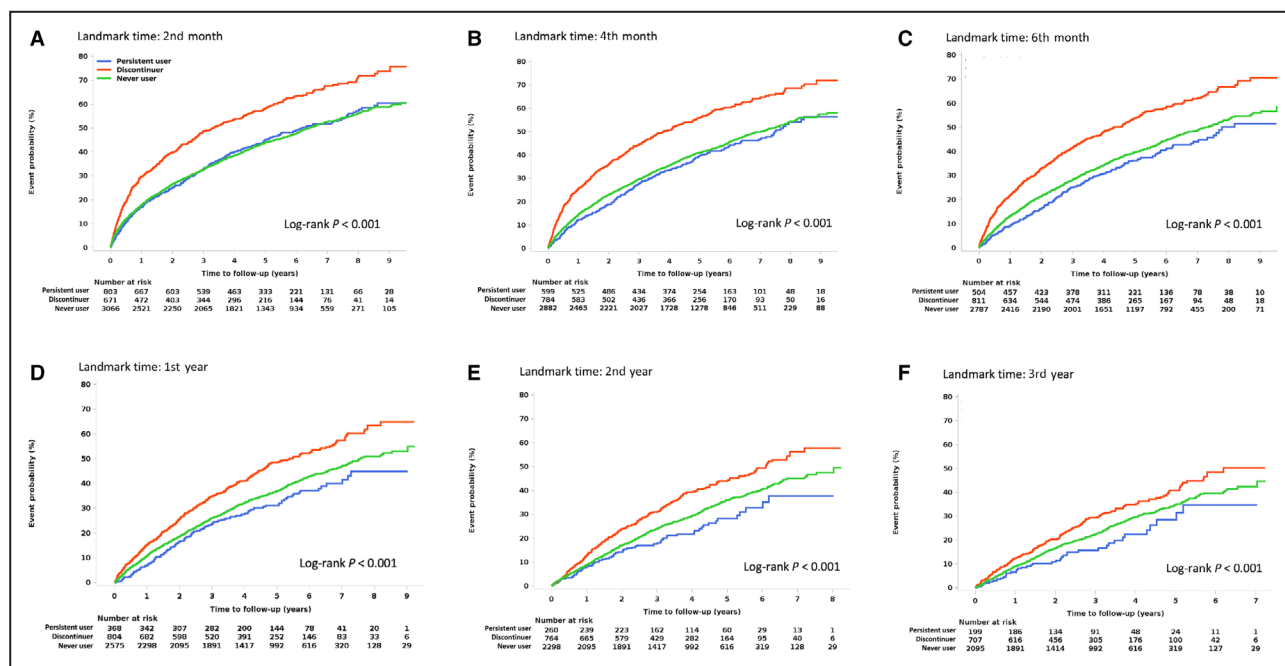 A Landmark time: 2nd month
80
70
60
50
40
30
20
10
0
Event probability (%)
Persistent user
Discontinuer
Never user
Log-rank P < 0.001
1 2 3 4 5 6 7 8 9
Time to follow-up (years)
Number at risk
Persistent user 803 667 603 539 463 333 221 131 66 28
Discontinuer 671 472 403 344 296 216 144 76 41 14
Never user 3066 2521 2250 2065 1821 1343 934 559 271 105
B Landmark time: 4th month
80
70
60
50
40
30
20
10
0
Event probability (%)
Log-rank P < 0.001
0 1 2 3 4 5 6 7 8 9
Time to follow-up (years)
Number at risk
Persistent user 599 525 486 434 374 254 163 101 48 18
Discontinuer 784 583 502 436 366 256 170 93 50 16
Never user 2882 2465 2221 2027 1728 1278 846 511 229 88
C Landmark time: 6th month
80
70
60
50
40
30
20
10
0
Event probability (%)
Log-rank P < 0.001
0 1 2 3 4 5 6 7 8 9
Time to follow-up (years)
Number at risk
Persistent user 504 457 423 378 311 221 136 78 38 10
Discontinuer 811 634 544 474 386 265 167 94 48 18
Never user 2787 2416 2190 2001 1651 1197 792 455 200 71
D Landmark time: 1st year
80
70
60
50
40
30
20
10
0
Event probability (%)
Log-rank P < 0.001
0 1 2 3 4 5 6 7 8 9
Time to follow-up (years)
Number at risk
Persistent user 368 342 307 282 200 144 78 41 20 1
Discontinuer 804 682 598 520 391 252 146 83 33 6
Never user 2575 2298 2095 1891 1417 992 616 320 128 29
E Landmark time: 2nd year
80
70
60
50
40
30
20
10
0
Event probability (%)
Log-rank P < 0.001
0 1 2 3 4 5 6 7 8
Time to follow-up (years)
Number at risk
Persistent user 260 239 223 162 114 60 29 13 1
Discontinuer 764 665 579 429 282 164 95 40 6
Never user 2298 2095 1891 1417 992 616 319 128 29
F Landmark time: 3rd year
80
70
60
50
40
30
20
10
0
Event probability (%)
Log-rank P < 0.001
0 1 2 3 4 5 6 7
Time to follow-up (years)
Number at risk
Persistent user 199 186 134 91 48 24 11 1
Discontinuer 707 616 456 305 176 100 42 6
Never user 2095 1891 1414 992 616 319 127 29